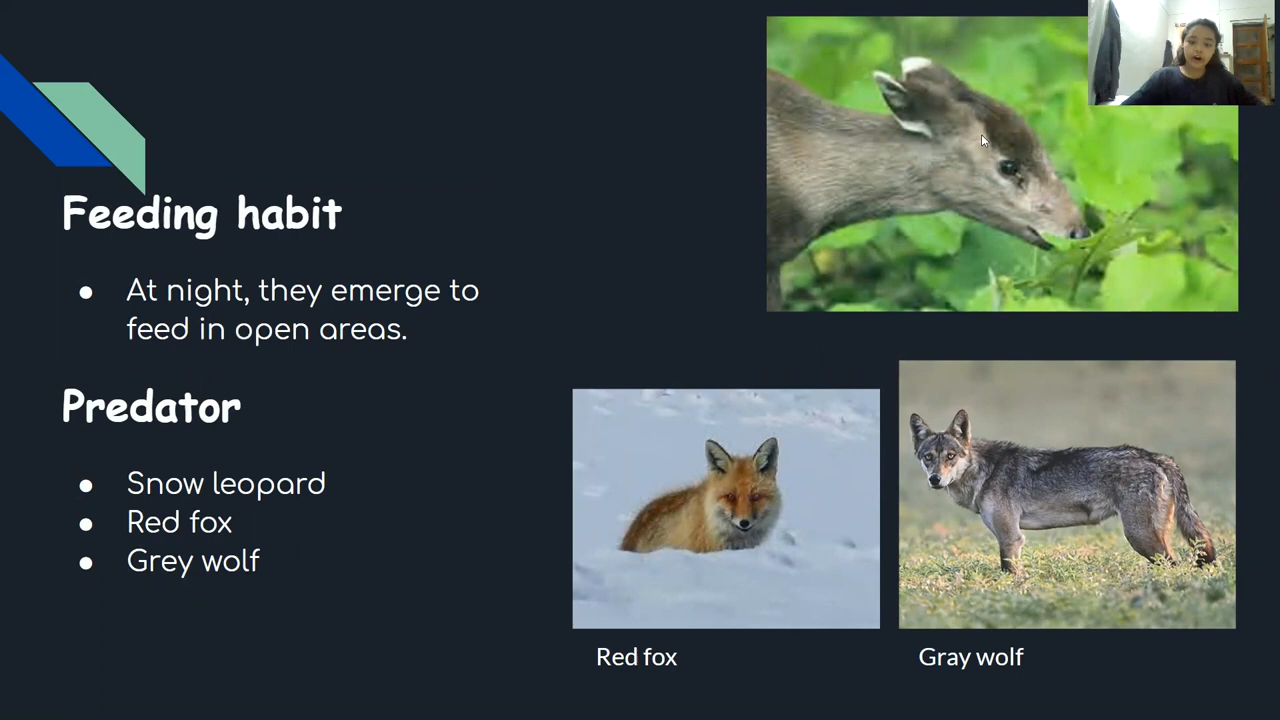 Feeding habit
● At night, they emerge to
feed in open areas.
Predator
● Snow leopard
● Red fox
● Grey wolf
Red fox
Gray wolf